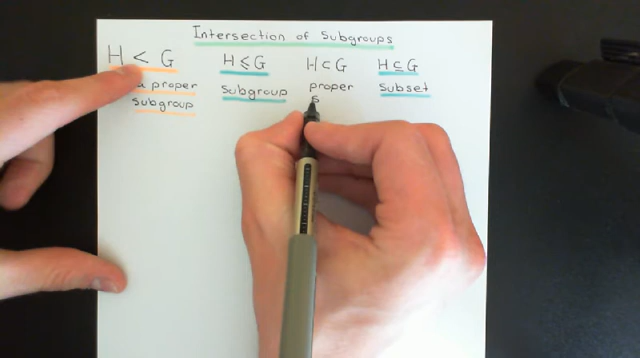 Intersection of Subgroups
H < G H ≤ G H ⊂ G H ⊆ G
a proper subgroup proper subset
subgroup s